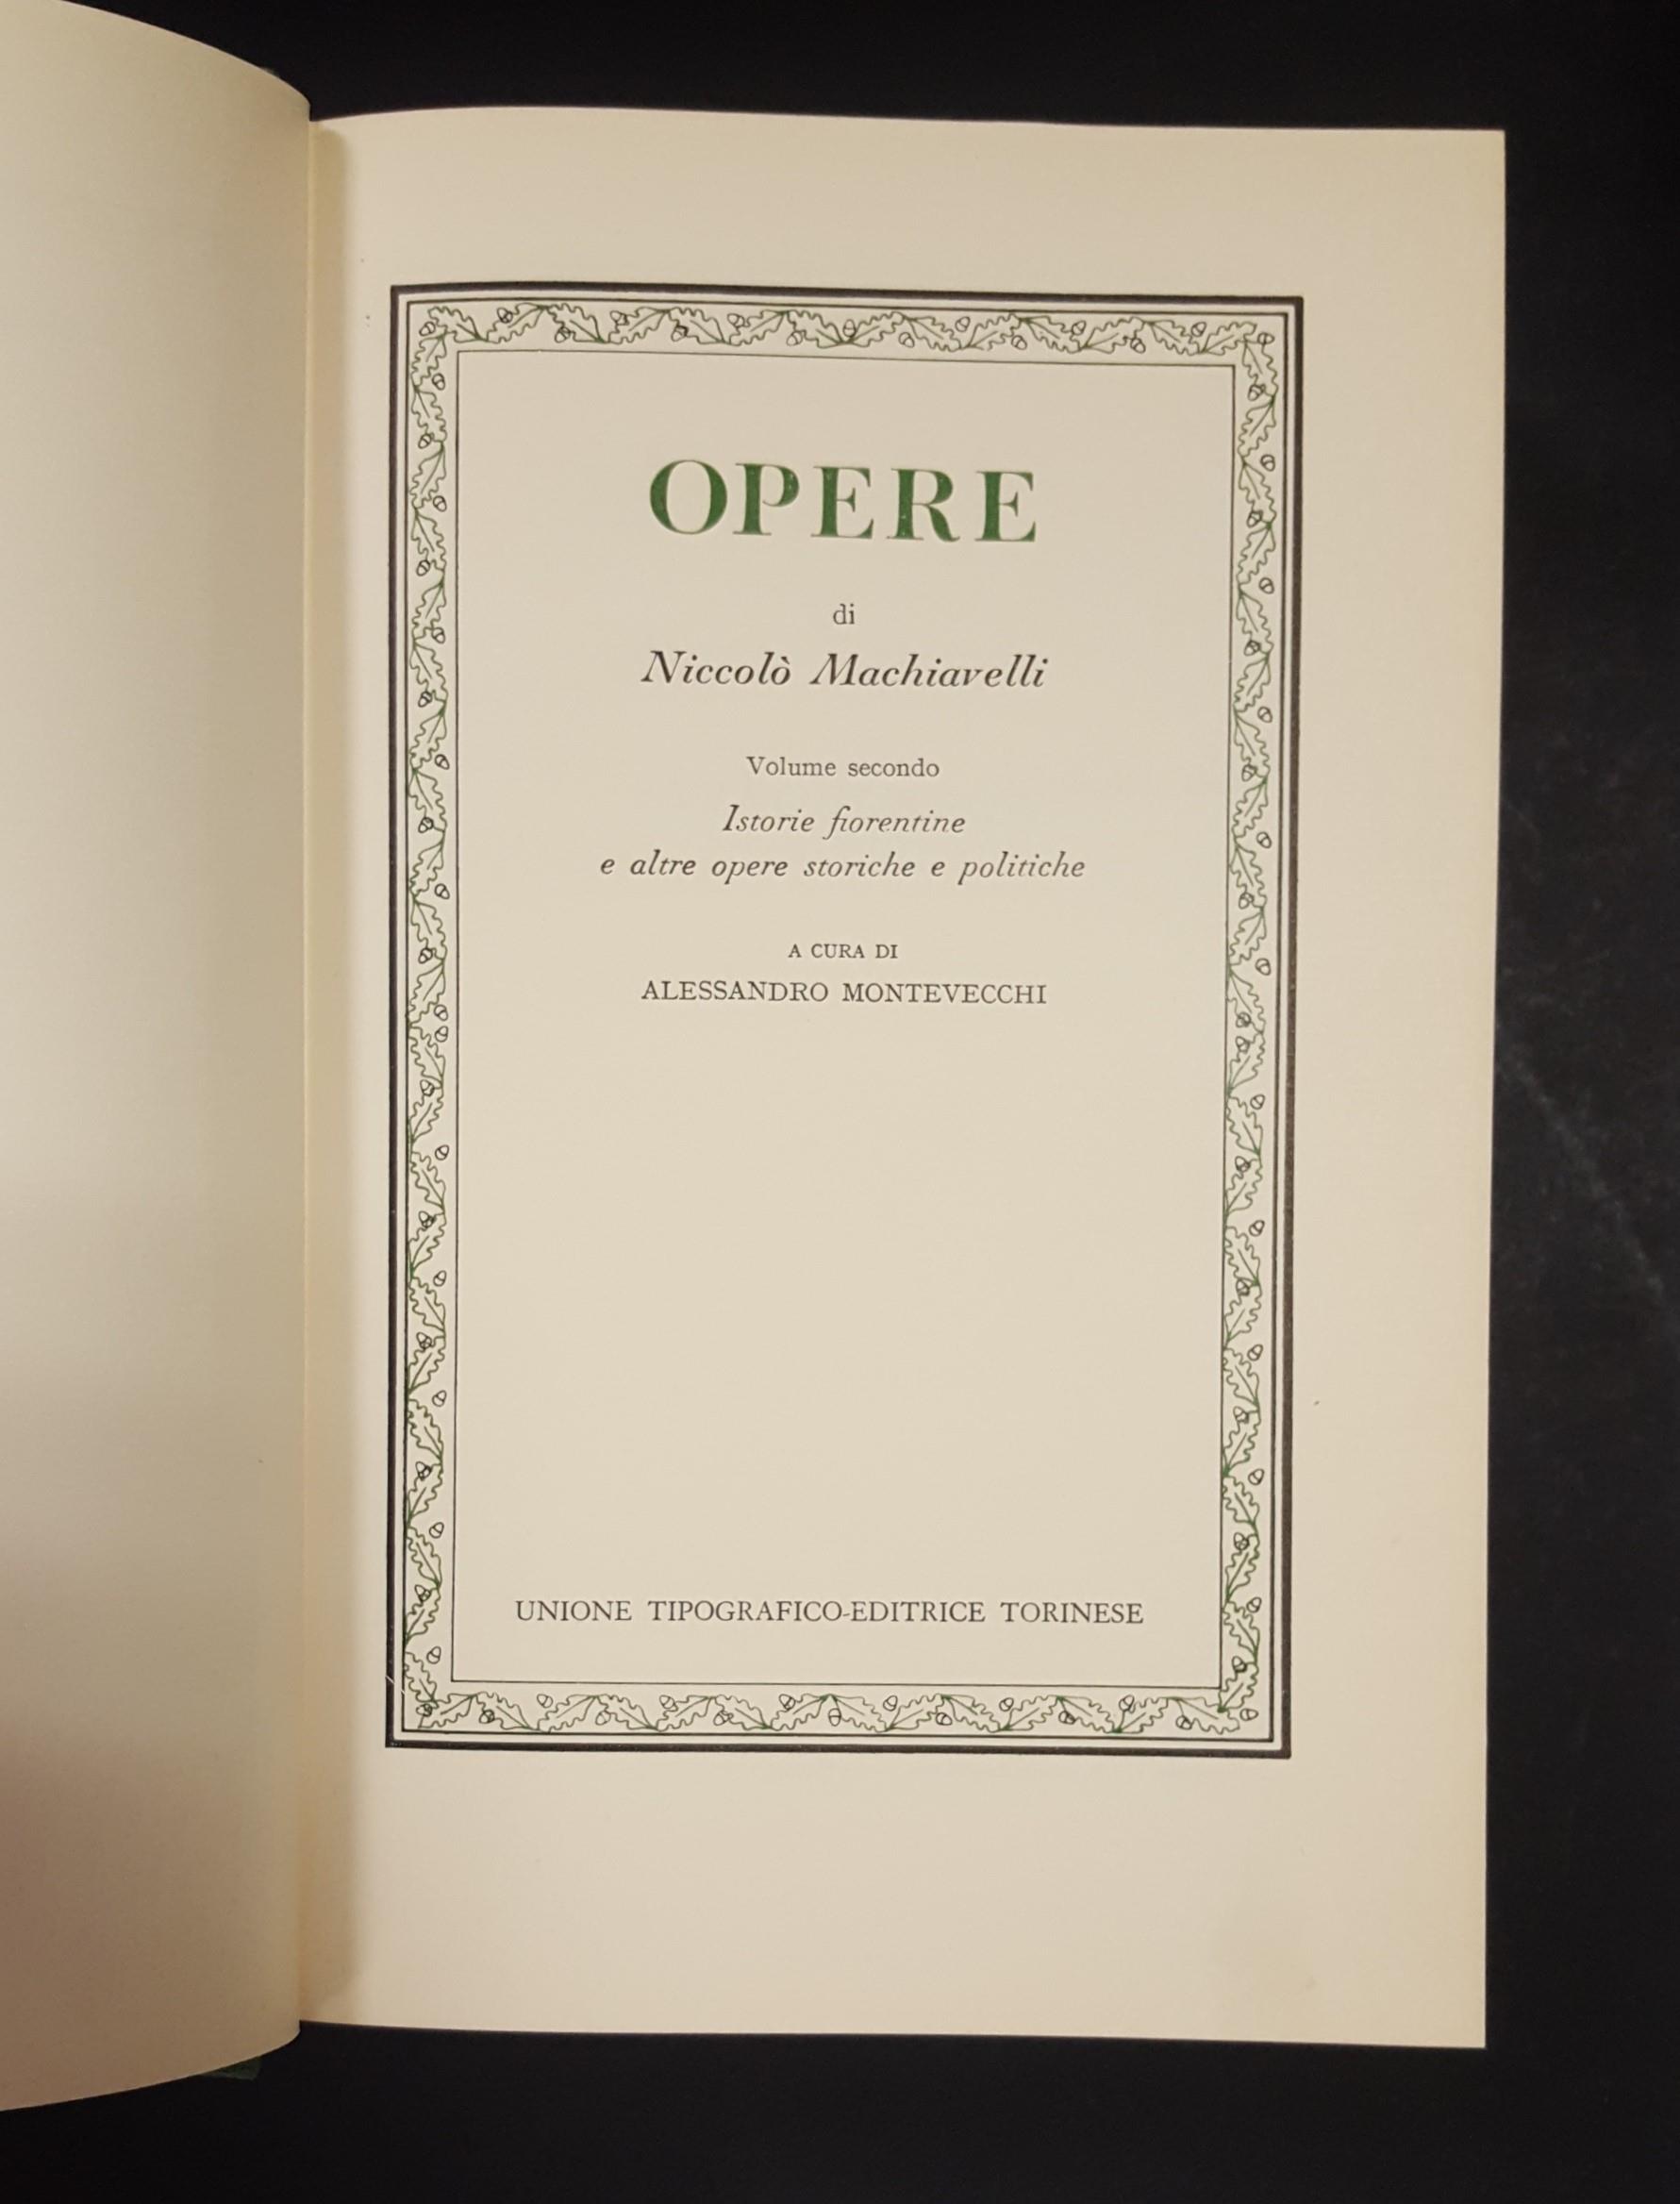 OPERE
di
Niccolò Machiavelli
Volume secondo
Istorie fiorentine
e altre opere storiche e politiche
A CURA DI
ALESSANDRO MONTEVECCHI
UNIONE TIPOGRAFICO-EDITRICE TORINESE